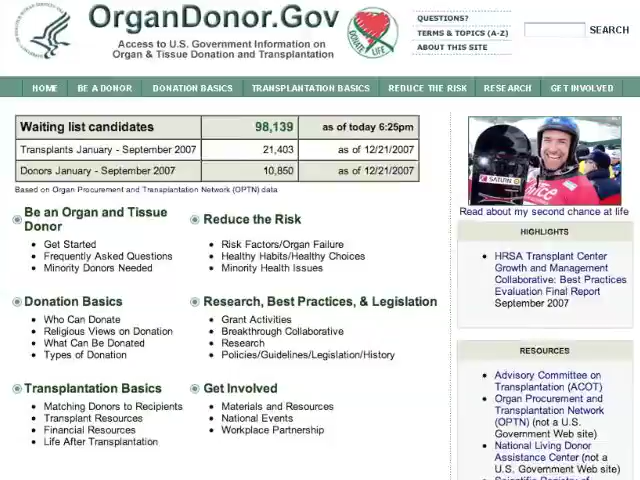 OrganDonor.Gov
Access to U.S. Government Information on
Organ & Tissue Donation and Transplantation
DONATE LIFE
QUESTIONS?
TERMS & TOPICS (A-Z)
ABOUT THIS SITE
SEARCH
HOME BE A DONOR DONATION BASICS TRANSPLANTATION BASICS REDUCE THE RISK RESEARCH GET INVOLVED
Waiting list candidates 98,139 as of today 6:25pm
Transplants January - September 2007 21,403 as of 12/21/2007
Donors January - September 2007 10,850 as of 12/21/2007
Based on Organ Procurement and Transplantation Network (OPTN) data
Be an Organ and Tissue
Donor
Get Started
Frequently Asked Questions
Minority Donors Needed
Reduce the Risk
Risk Factors/Organ Failure
Healthy Habits/Healthy Choices
Minority Health Issues
Donation Basics
Who Can Donate
Religious Views on Donation
What Can Be Donated
Types of Donation
Research, Best Practices, & Legislation
Grant Activities
Breakthrough Collaborative
Research
Policies/Guidelines/Legislation/History
Transplantation Basics
Matching Donors to Recipients
Transplant Resources
Financial Resources
Life After Transplantation
Get Involved
Materials and Resources
National Events
Workplace Partnership
SATURN
Read about my second chance at life
HIGHLIGHTS
HRSA Transplant Center
Growth and Management
Collaborative: Best Practices
Evaluation Final Report
September 2007
RESOURCES
Advisory Committee on
Transplantation (ACOT)
Organ Procurement and
Transplantation Network
(OPTN) (not a U.S.
Government Web site)
National Living Donor
Assistance Center (not a
U.S. Government Web site)
Scientific Registry of